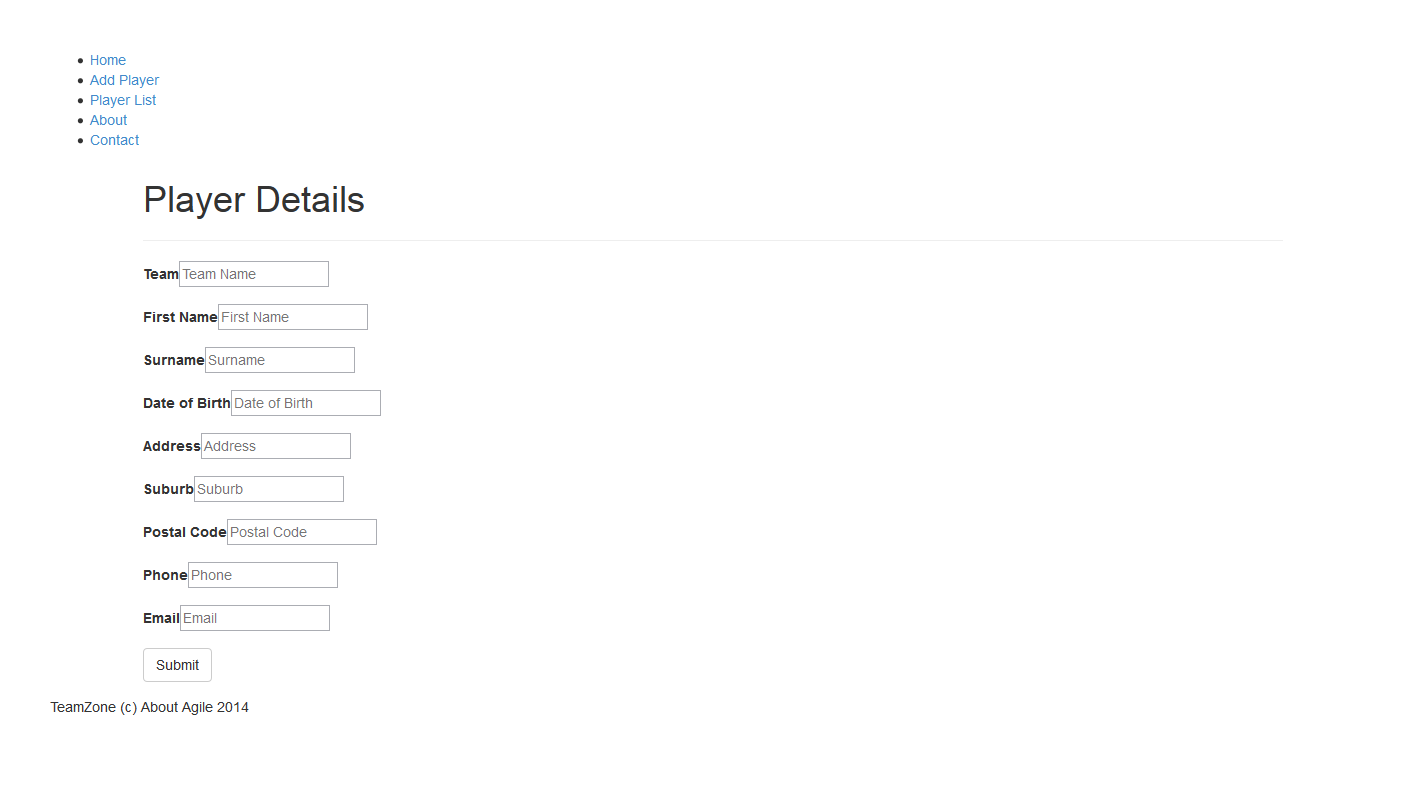 Home
Add Player
Player List
About
Contact
Player Details
Team Team Name
First Name First Name
Surname Surname
Date of Birth Date of Birth
Address Address
Suburb Suburb
Postal Code Postal Code
Phone Phone
Email Email
Submit
TeamZone (c) About Agile 2014